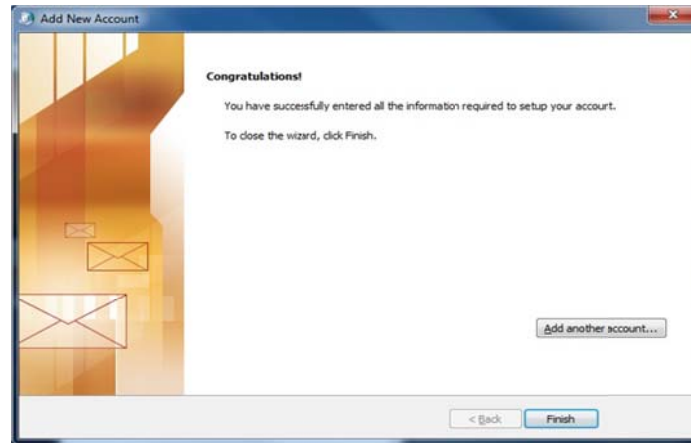 Add New Account
Congratulations!
You have successfully entered all the information required to setup your account.
To close the wizard, click Finish.
Add another account...
< Back
Finish